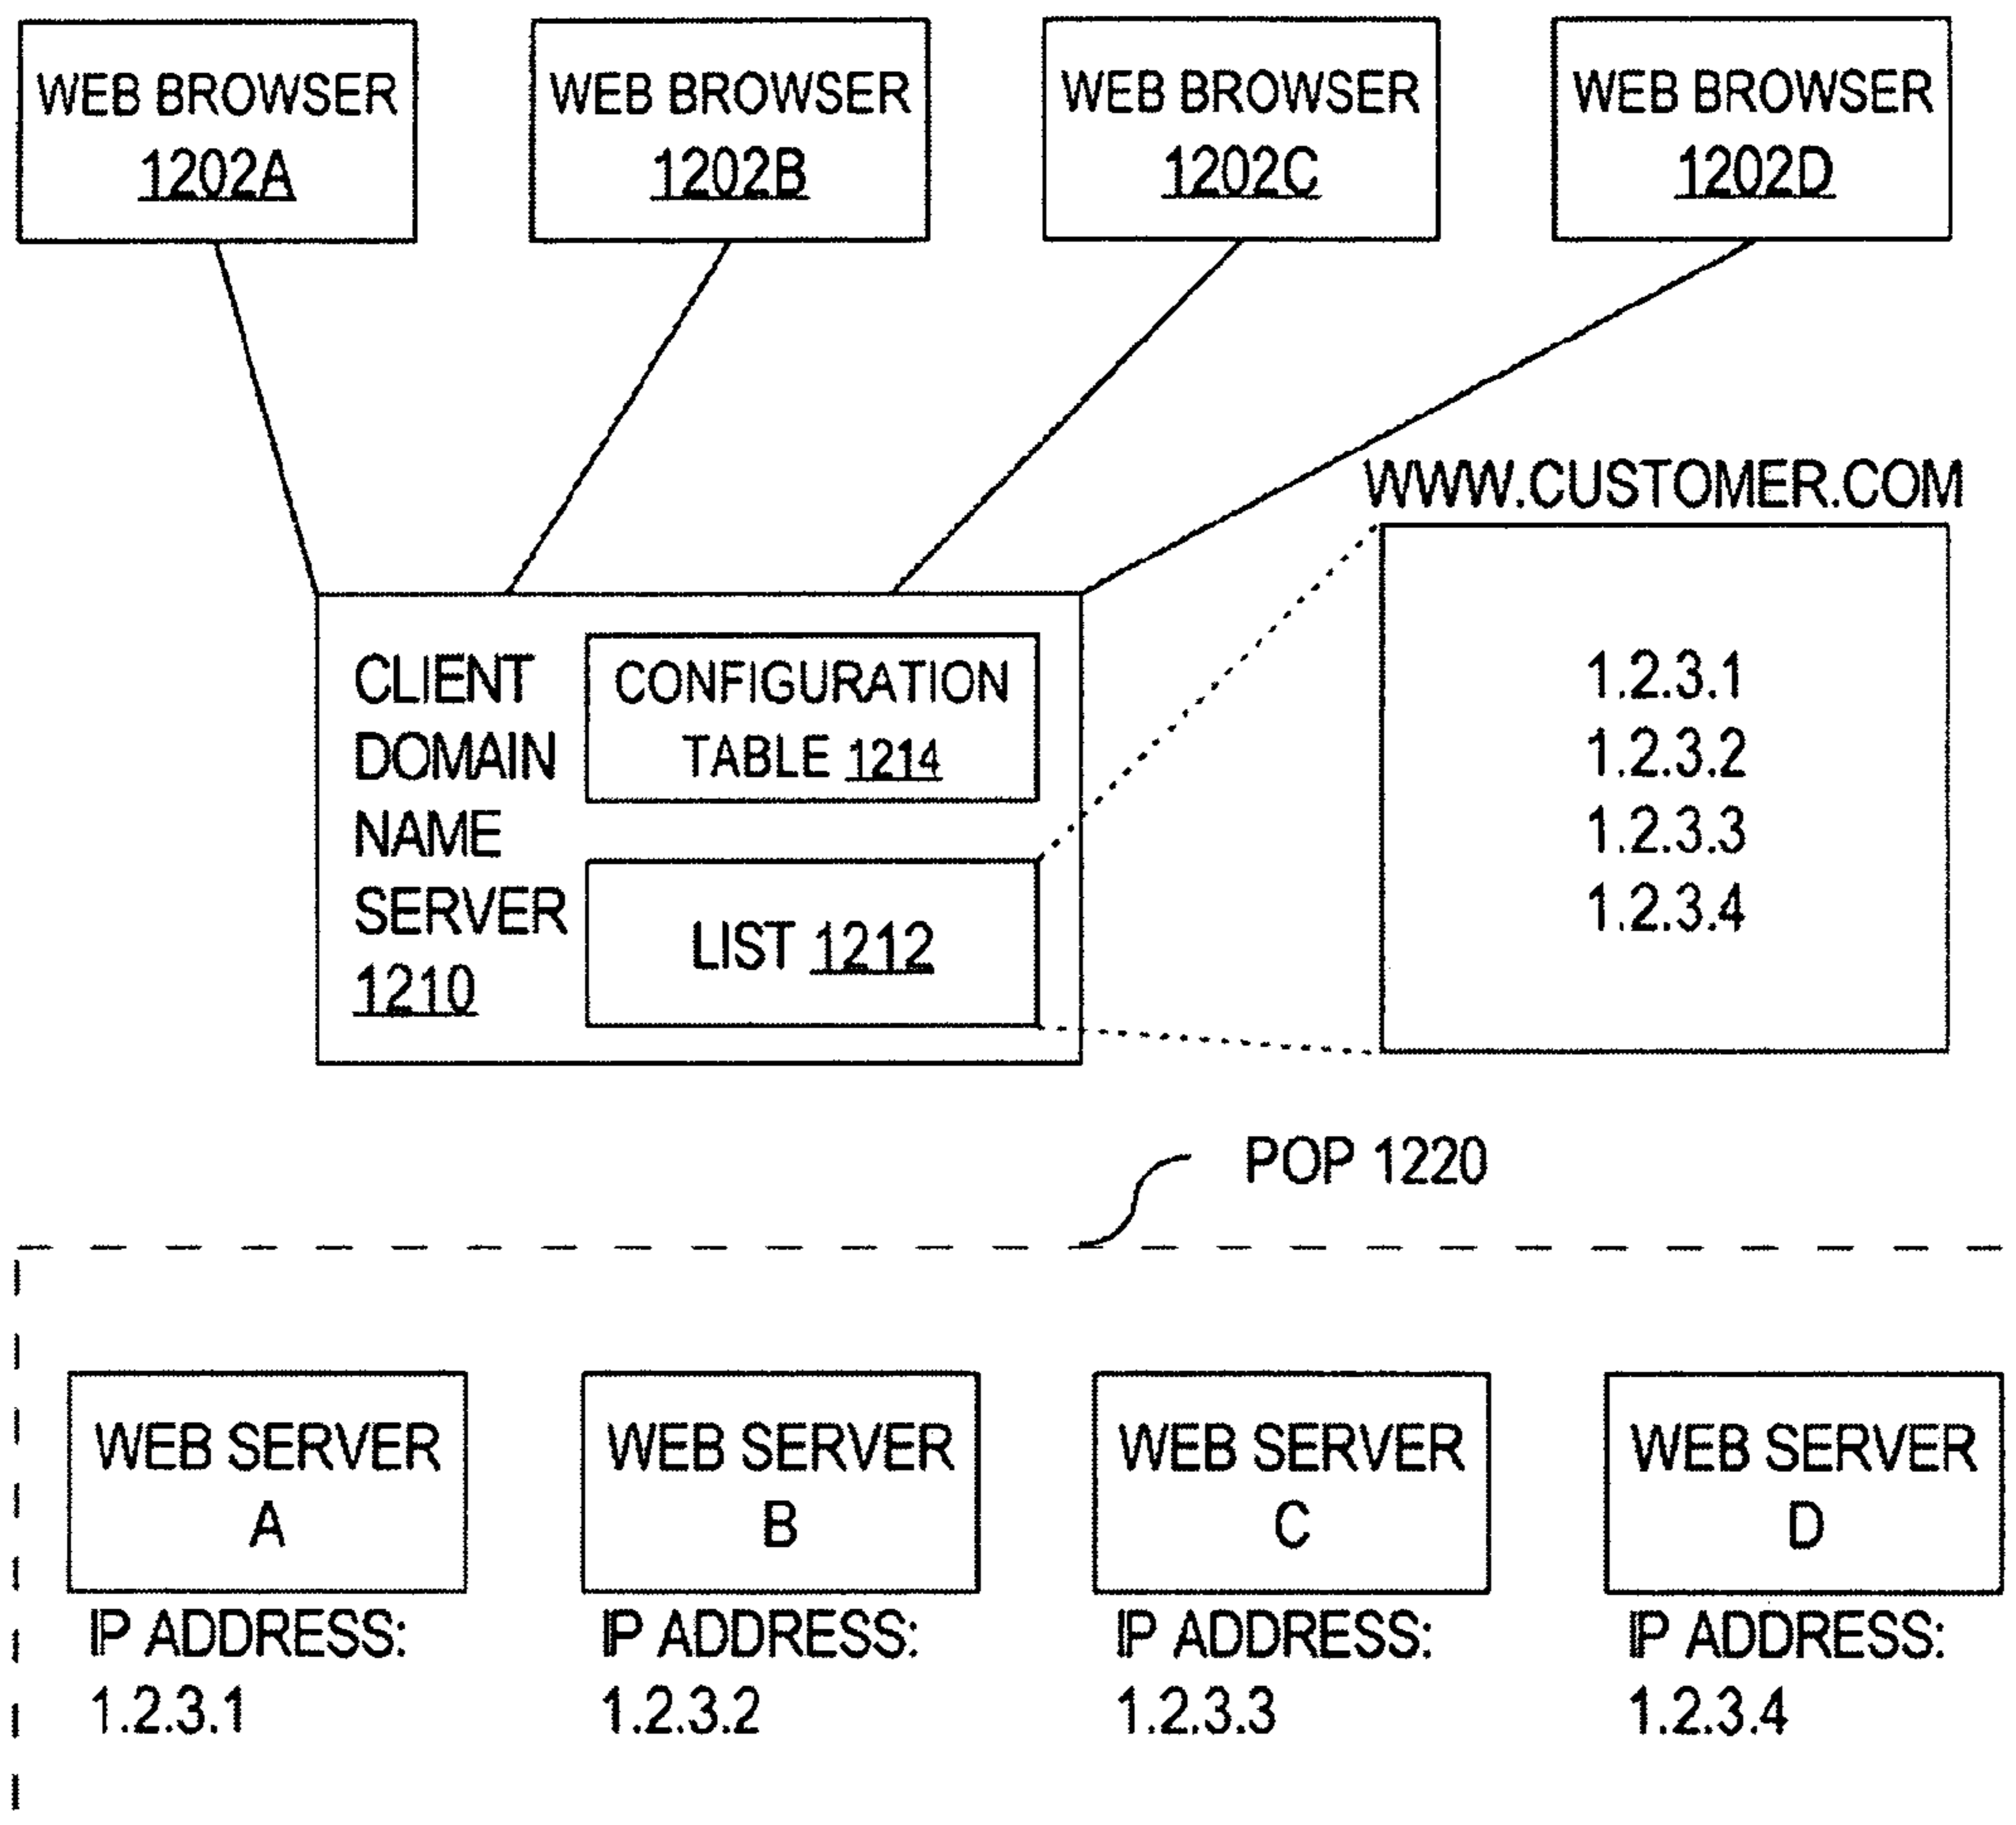 WEB BROWSER
1202A
WEB BROWSER
1202B
WEB BROWSER
1202C
WEB BROWSER
1202D
WWW.CUSTOMER.COM
1.2.3.1
1.2.3.2
1.2.3.3
1.2.3.4
CLIENT
DOMAIN
NAME
SERVER
1210
CONFIGURATION
TABLE 1214
LIST 1212
POP 1220
WEB SERVER
A
IP ADDRESS:
1.2.3.1
WEB SERVER
B
IP ADDRESS:
1.2.3.2
WEB SERVER
C
IP ADDRESS:
1.2.3.3
WEB SERVER
D
IP ADDRESS:
1.2.3.4